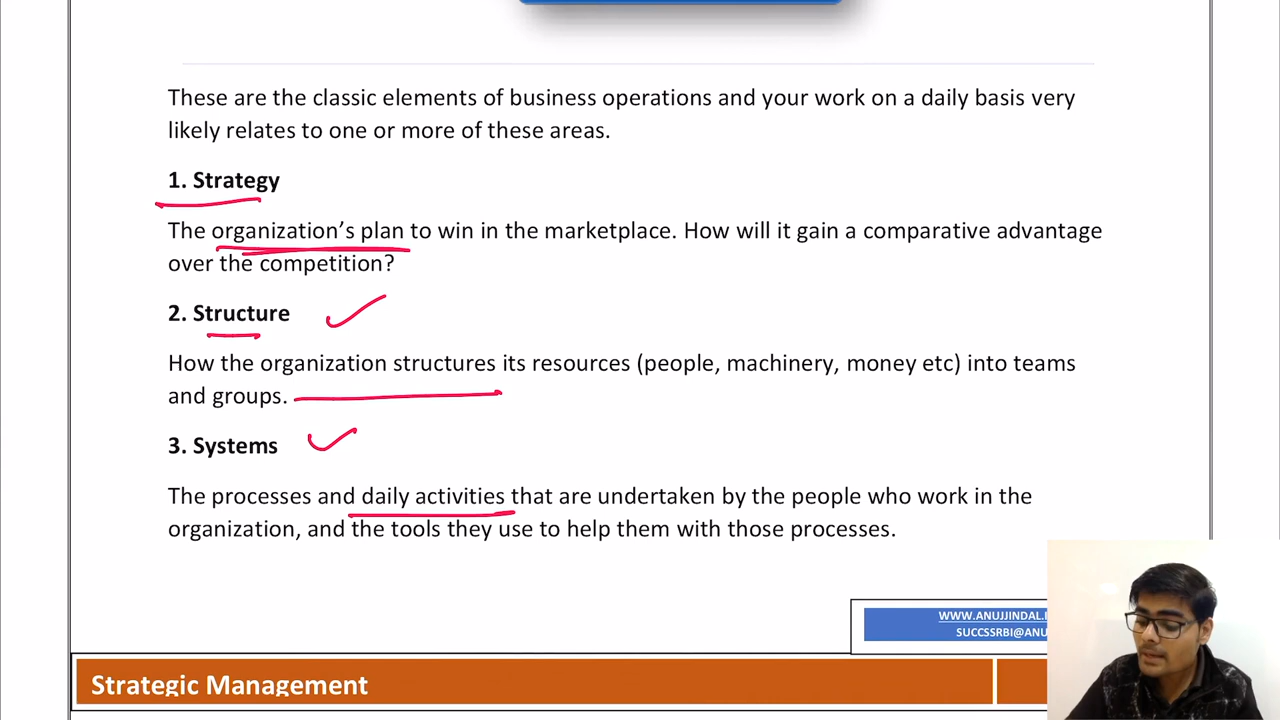 These are the classic elements of business operations and your work on a daily basis very
likely relates to one or more of these areas.
1. Strategy
The organization’s plan to win in the marketplace. How will it gain a comparative advantage
over the competition?
2. Structure
How the organization structures its resources (people, machinery, money etc) into teams
and groups.
3. Systems
The processes and daily activities that are undertaken by the people who work in the
organization, and the tools they use to help them with those processes.
WWW.ANUJJINDAL.
SUCCSSRBI@ANU
Strategic Management